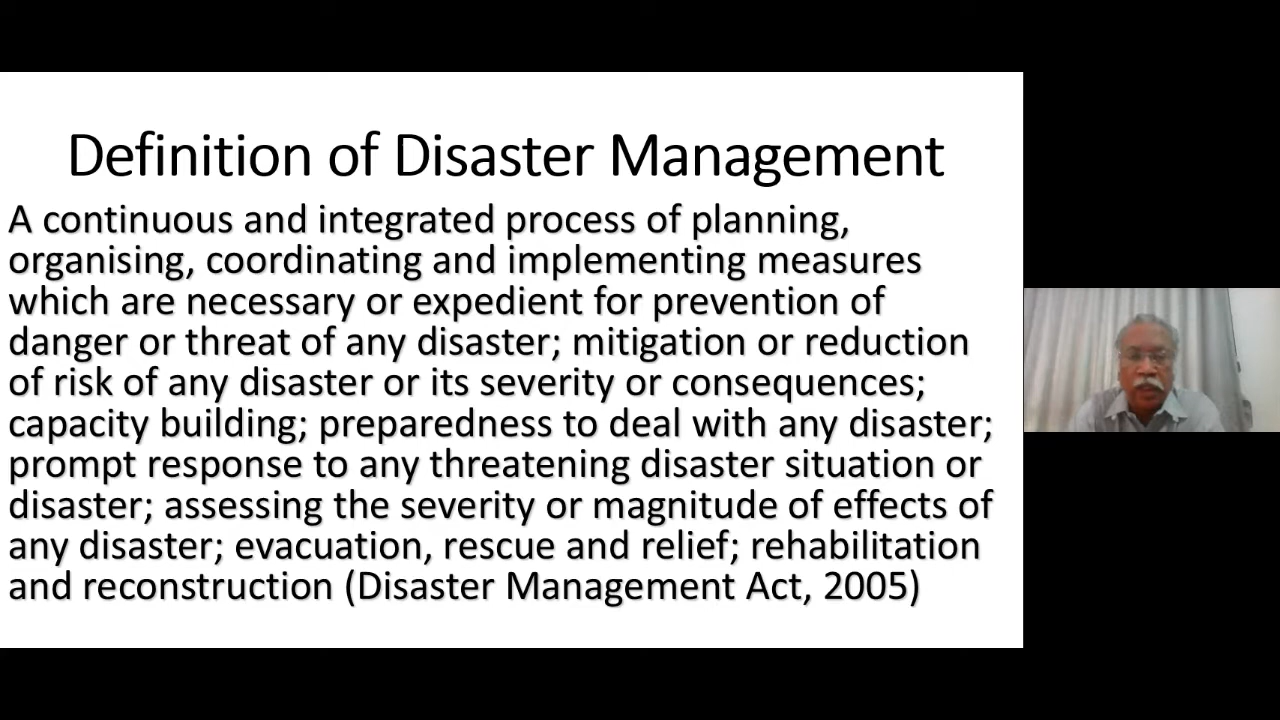 Definition of Disaster Management
A continuous and integrated process of planning,
organising, coordinating and implementing measures
which are necessary or expedient for prevention of
danger or threat of any disaster; mitigation or reduction
of risk of any disaster or its severity or consequences;
capacity building; preparedness to deal with any disaster;
prompt response to any threatening disaster situation or
disaster; assessing the severity or magnitude of effects of
any disaster; evacuation, rescue and relief; rehabilitation
and reconstruction (Disaster Management Act, 2005)